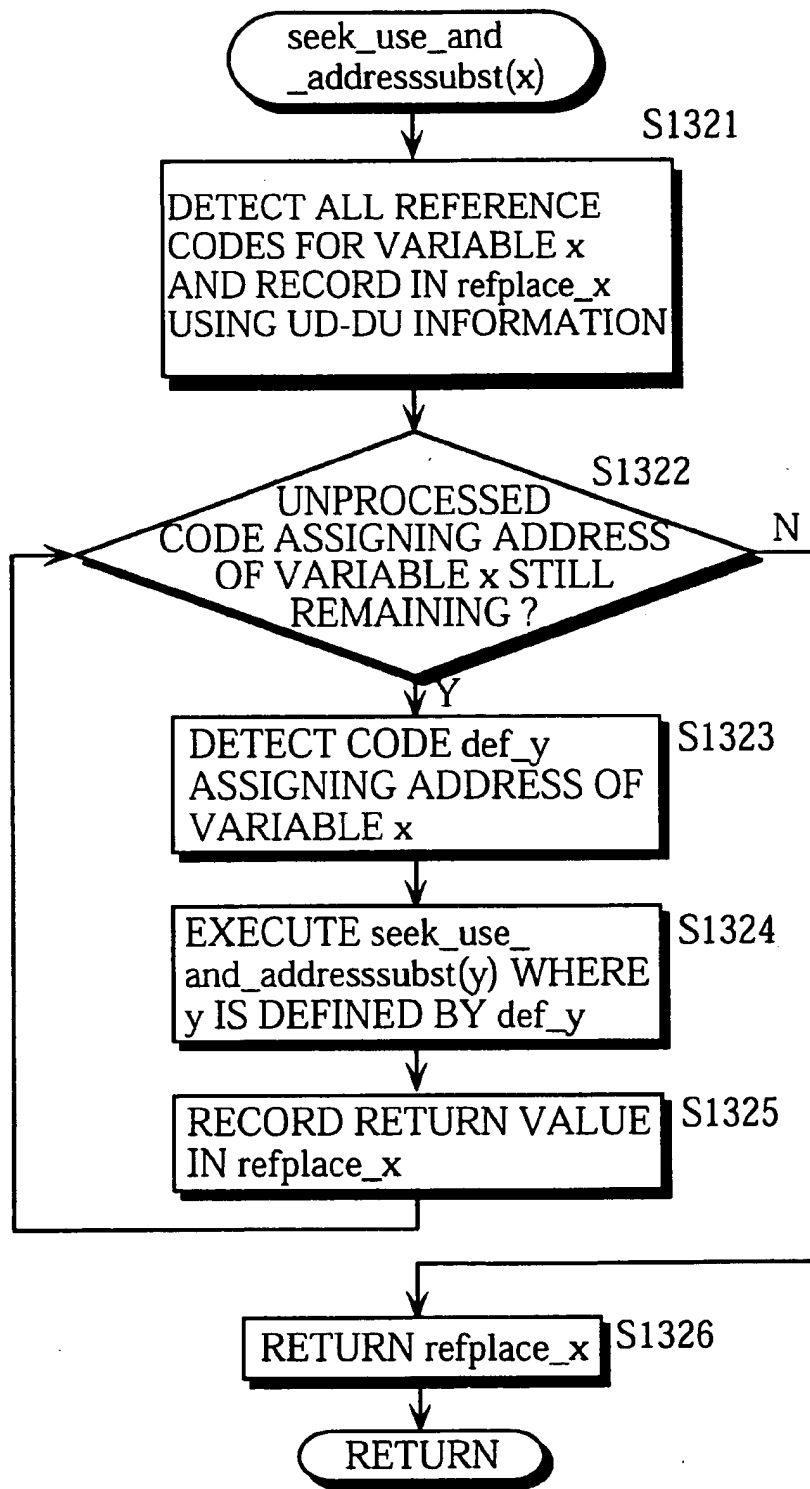 seek_use_and
_addresssubst(x)
S1321
DETECT ALL REFERENCE
CODES FOR VARIABLE x
AND RECORD IN refplace_x
USING UD-DU INFORMATION
S1322
UNPROCESSED
CODE ASSIGNING ADDRESS
OF VARIABLE x STILL
REMAINING ?
N
Y
DETECT CODE def_y
ASSIGNING ADDRESS OF
VARIABLE x
S1323
EXECUTE seek_use_
and_addresssubst(y) WHERE
y IS DEFINED BY def_y
S1324
RECORD RETURN VALUE
IN refplace_x
S1325
RETURN refplace_x
S1326
RETURN